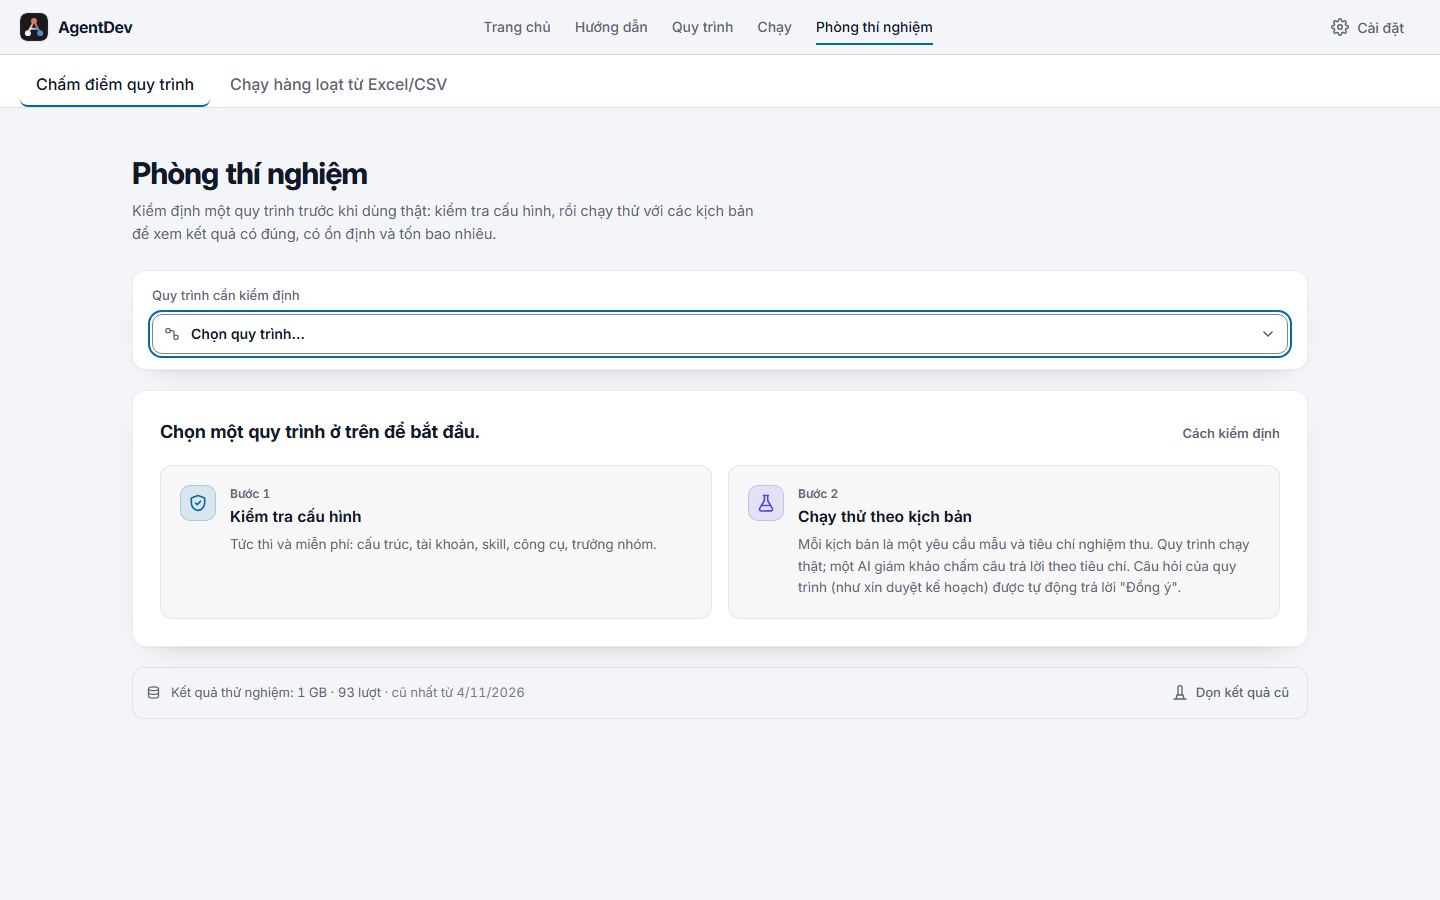 AgentDev
Trang chủ
Hướng dẫn
Quy trình
Chạy
Phòng thí nghiệm
Cài đặt
Chấm điểm quy trình
Chạy hàng loạt từ Excel/CSV
Phòng thí nghiệm
Kiểm định một quy trình trước khi dùng thật: kiểm tra cấu hình, rồi chạy thử với các kịch bản
để xem kết quả có đúng, có ổn định và tốn bao nhiêu.
Quy trình cần kiểm định
Chọn quy trình...
Chọn một quy trình ở trên để bắt đầu.
Cách kiểm định
Bước 1
Kiểm tra cấu hình
Tức thì và miễn phí: cấu trúc, tài khoản, skill, công cụ, trưởng nhóm.
Bước 2
Chạy thử theo kịch bản
Mỗi kịch bản là một yêu cầu mẫu và tiêu chí nghiệm thu. Quy trình chạy
thật; một AI giám khảo chấm câu trả lời theo tiêu chí. Câu hỏi của quy
trình (như xin duyệt kế hoạch) được tự động trả lời "Đồng ý".
Kết quả thử nghiệm: 1 GB · 93 lượt · cũ nhất từ 4/11/2026
Dọn kết quả cũ